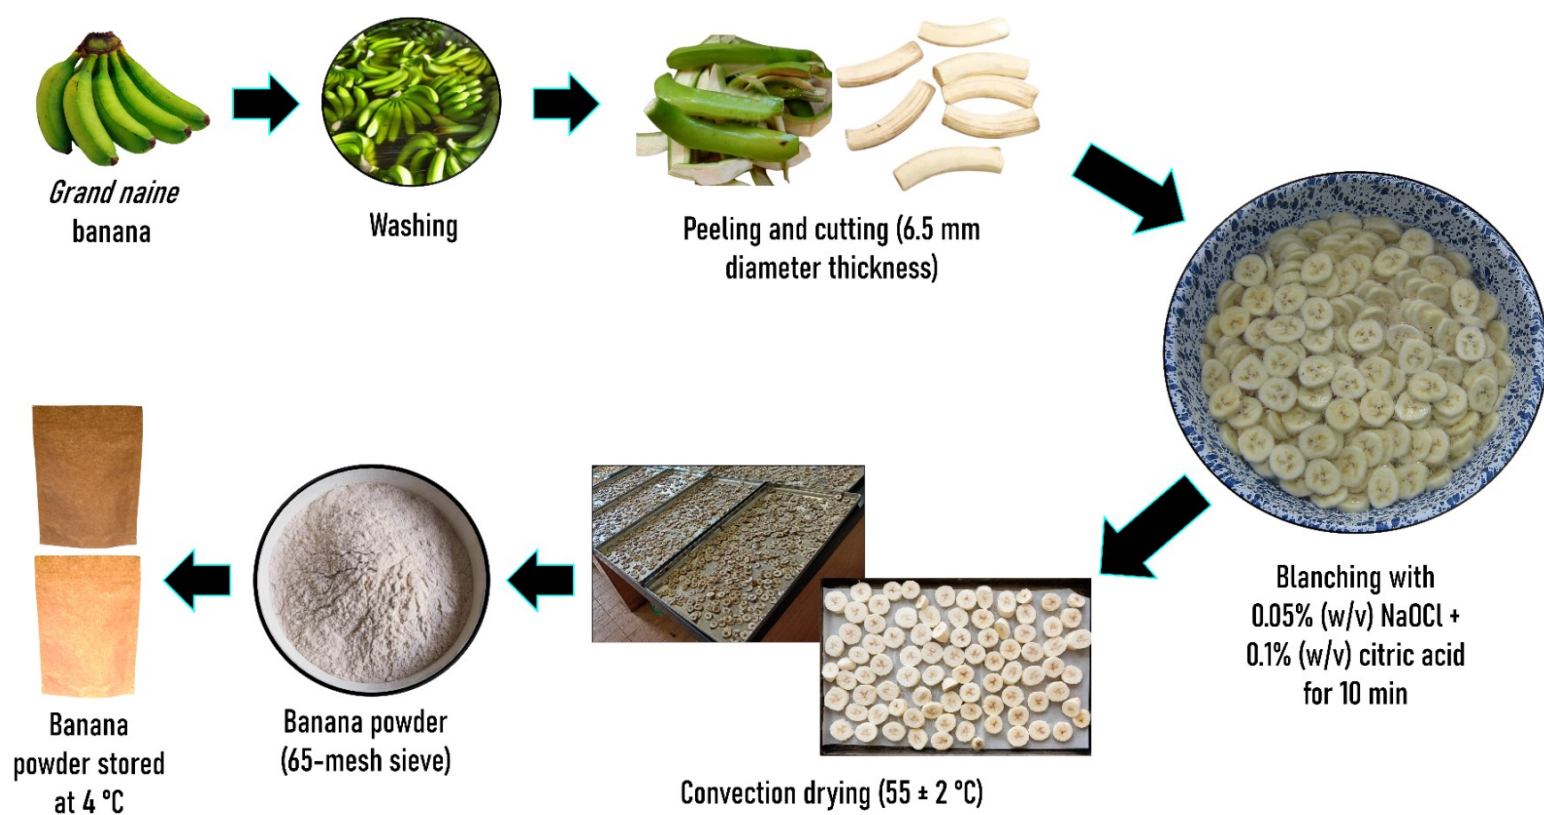 Grand naine
banana
Washing
Peeling and cutting (6.5 mm
diameter thickness)
Blanching with
0.05% (w/v) NaOCl +
0.1% (w/v) citric acid
for 10 min
Convection drying (55 ± 2 °C)
Banana powder
(65-mesh sieve)
Banana
powder stored
at 4 °C